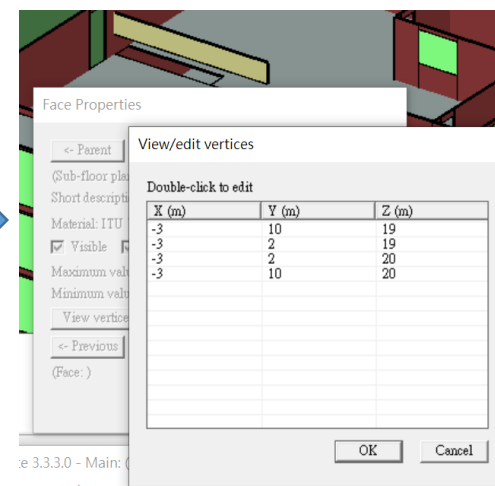 Face Properties
<- Parent
View/edit vertices
(Sub-floor pla
Short descripti
Double-click to edit
X (m) Y (m) Z (m)
Material: ITU
-3 10 19
-3 2 19
-3 2 20
-3 10 20
Visible
Maximum valu
Minimum valu
View vertice
<- Previous
(Face: )
OK Cancel
e 3.3.3.0 - Main: (